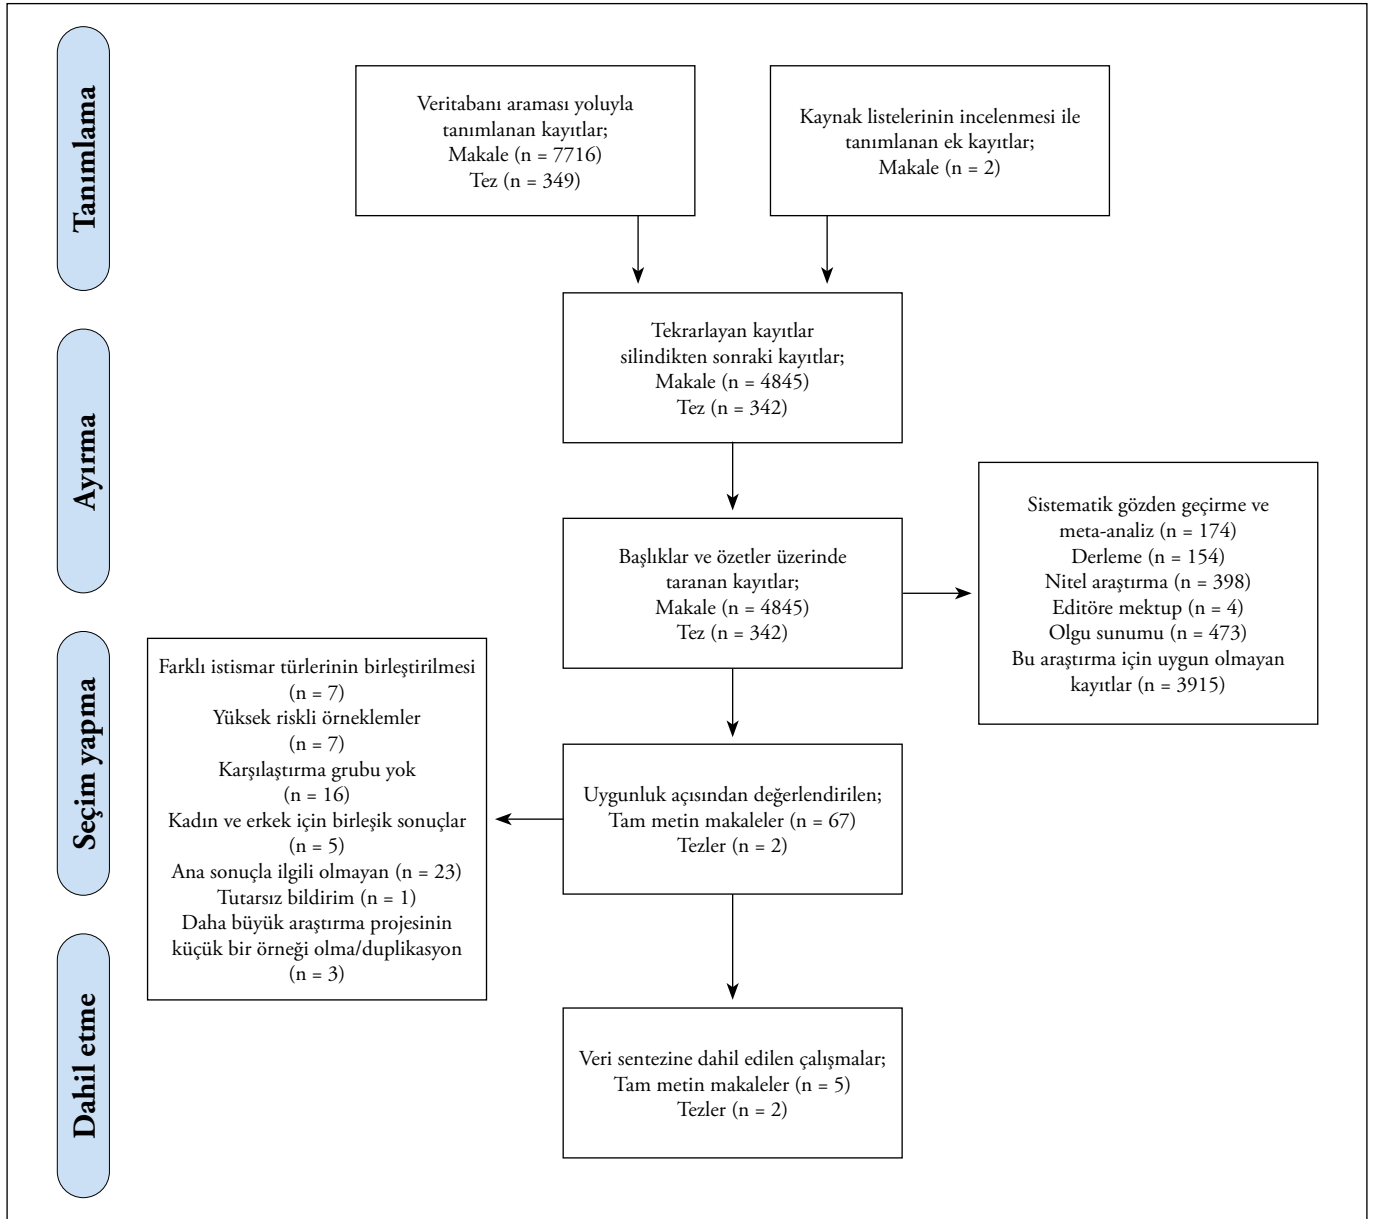 Tanımlama
Veritabanı araması yoluyla
tanımlanan kayıtlar;
Makale (n = 7716)
Tez (n = 349)
Kaynak listelerinin incelenmesi ile
tanımlanan ek kayıtlar;
Makale (n = 2)
Ayırma
Tekrarlayan kayıtlar
silindikten sonraki kayıtlar;
Makale (n = 4845)
Tez (n = 342)
Başlıklar ve özetler üzerinde
taranan kayıtlar;
Makale (n = 4845)
Tez (n = 342)
Sistematik gözden geçirme ve
meta-analiz (n = 174)
Derleme (n = 154)
Nitel araştırma (n = 398)
Editöre mektup (n = 4)
Olgu sunumu (n = 473)
Bu araştırma için uygun olmayan
kayıtlar (n = 3915)
Seçim yapma
Farklı istismar türlerinin birleştirilmesi
(n = 7)
Yüksek riskli örneklemler
(n = 7)
Karşılaştırma grubu yok
(n = 16)
Kadın ve erkek için birleşik sonuçlar
(n = 5)
Ana sonuçla ilgili olmayan (n = 23)
Tutarsız bildirim (n = 1)
Daha büyük araştırma projesinin
küçük bir örneği olma/duplikasyon
(n = 3)
Uygunluk açısından değerlendirilen;
Tam metin makaleler (n = 67)
Tezler (n = 2)
Dahil etme
Veri sentezine dahil edilen çalışmalar;
Tam metin makaleler (n = 5)
Tezler (n = 2)